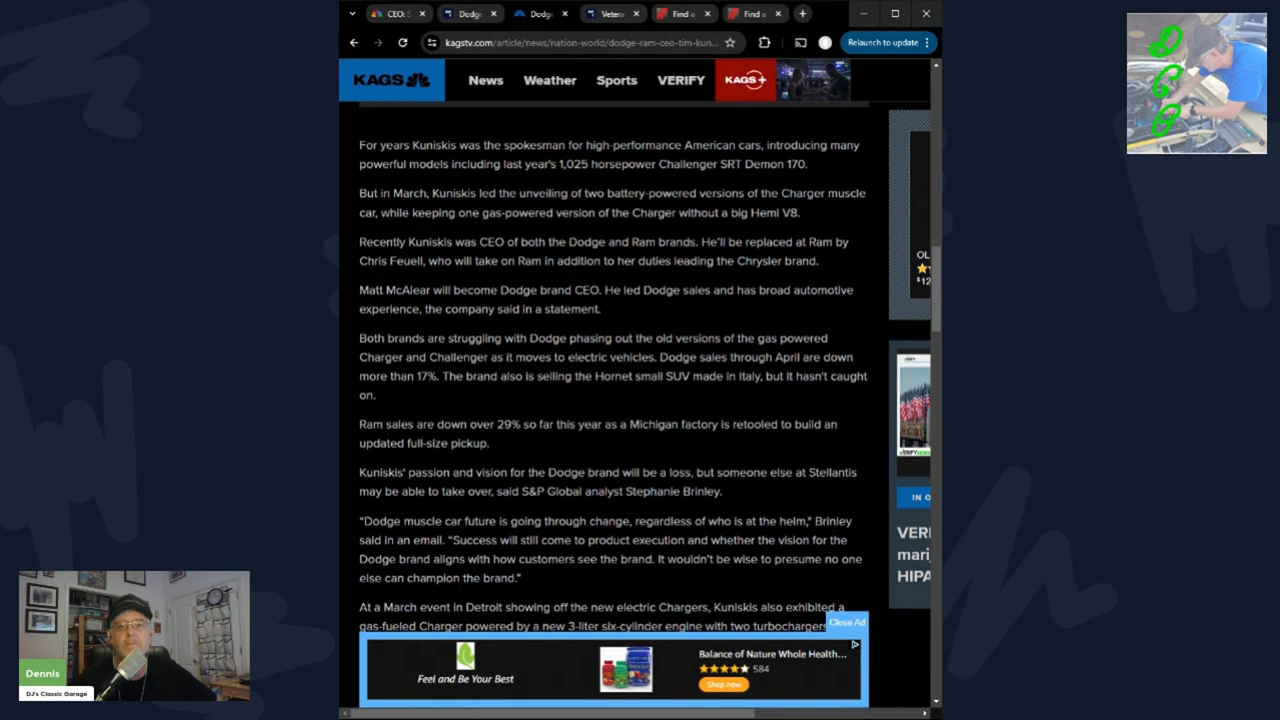 CEO: S
Dodg
Dodg
Veter
Find a
Find a
kagstv.com/article/news/nation-world/dodge-ram-ceo-tim-kun...
Relaunch to update
KAGS
News
Weather
Sports
VERIFY
KAGS+
DGB
For years Kuniskis was the spokesman for high-performance American cars, introducing many
powerful models including last year's 1,025 horsepower Challenger SRT Demon 170.
But in March, Kuniskis led the unveiling of two battery-powered versions of the Charger muscle
car, while keeping one gas-powered version of the Charger without a big Hemi V8.
Recently Kuniskis was CEO of both the Dodge and Ram brands. He'll be replaced at Ram by
Chris Feuell, who will take on Ram in addition to her duties leading the Chrysler brand.
Matt McAlear will become Dodge brand CEO. He led Dodge sales and has broad automotive
experience, the company said in a statement.
Both brands are struggling with Dodge phasing out the old versions of the gas powered
Charger and Challenger as it moves to electric vehicles. Dodge sales through April are down
more than 17%. The brand also is selling the Hornet small SUV made in Italy, but it hasn't caught
on.
Ram sales are down over 29% so far this year as a Michigan factory is retooled to build an
updated full-size pickup.
Kuniskis' passion and vision for the Dodge brand will be a loss, but someone else at Stellantis
may be able to take over, said S&P Global analyst Stephanie Brinley.
“Dodge muscle car future is going through change, regardless of who is at the helm,” Brinley
said in an email. “Success will still come to product execution and whether the vision for the
Dodge brand aligns with how customers see the brand. It wouldn't be wise to presume no one
else can champion the brand.”
At a March event in Detroit showing off the new electric Chargers, Kuniskis also exhibited a
gas-fueled Charger powered by a new 3-liter six-cylinder engine with two turbochargers
Close Ad
Feel and Be Your Best
Balance of Nature Whole Health...
584
Shop now
OL
$12
IN O
VERI
mari
HIPA
Dennis
DJ's Classic Garage